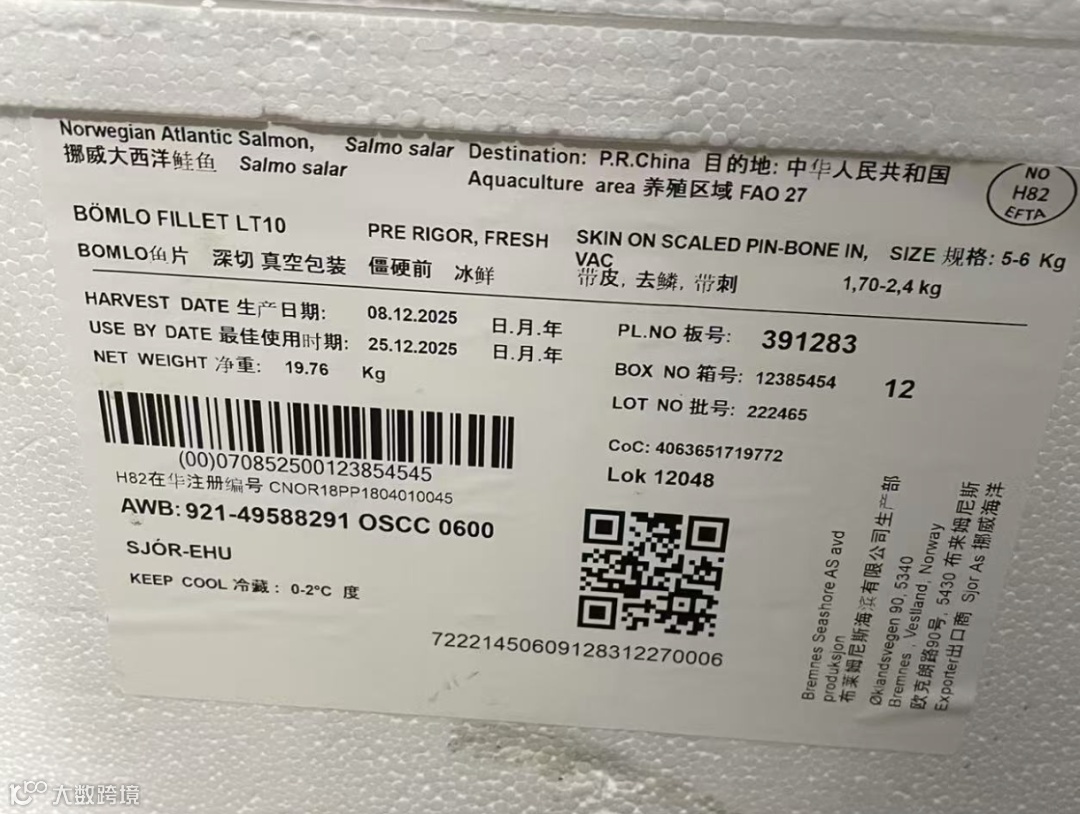 Norwegian Atlantic Salmon, Salmo salar
挪威大西洋鲑鱼 Salmo salar
Destination: P.R.China 目的地: 中华人民共和国
Aquaculture area 养殖区域 FAO 27
NO
H82
EFTA
BÖMLO FILLET LT10
PRE RIGOR, FRESH
SKIN ON SCALED PIN-BONE IN,
VAC
SIZE 规格: 5-6 Kg
BOMLO鱼片 深切 真空包装 僵硬前 冰鲜
带皮, 去鳞, 带刺
1,70-2,4 kg
HARVEST DATE 生产日期: 08.12.2025 日.月.年
USE BY DATE 最佳使用时期: 25.12.2025 日.月.年
NET WEIGHT 净重: 19.76 Kg
PL.NO 板号: 391283
BOX NO 箱号: 12385454 12
LOT NO 批号: 222465
CoC: 4063651719772
Lok 12048
(00)070852500123854545
H82在华注册编号 CNOR18PP1804010045
AWB: 921-49588291 OSCC 0600
SJÓR-EHU
KEEP COOL 冷藏 : 0-2°C 度
72221450609128312270006
Bremnes Seashore AS avd
produksjon
布莱姆尼斯海滨有限公司生产部
Øklandsvegen 90, 5340
Bremnes , Vestland, Norway
欧克朗路90号, 5430 布来姆尼斯
Exporter出口商 Sjor As 挪威海洋
大数跨境